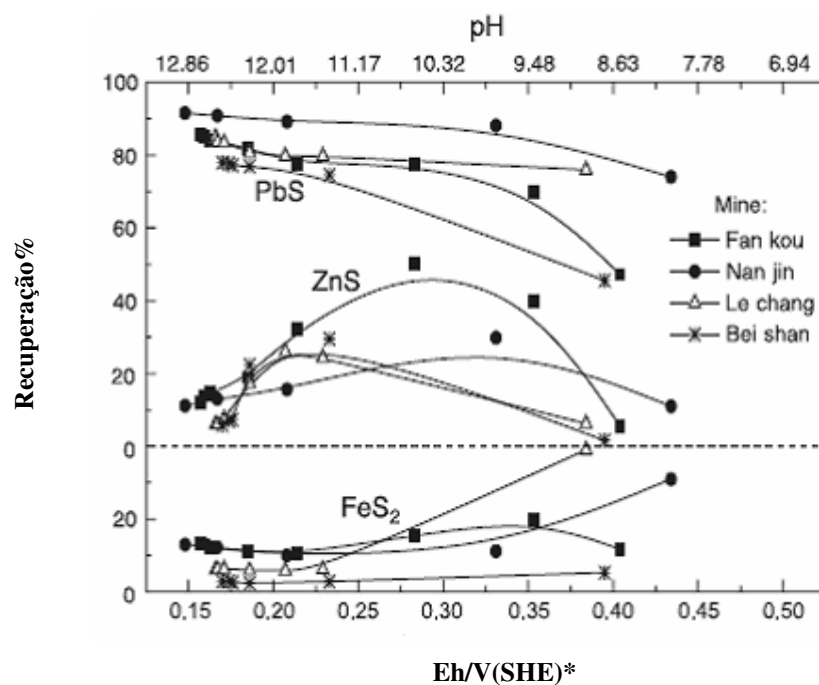 pH
12.86 12.01 11.17 10.32 9.48 8.63 7.78 6.94
100
80
60
40
20
0
20
0
PbS
ZnS
FeS₂
Mine:
Fan kou
Nan jin
Le chang
Bei shan
Recuperação%
0,15 0,20 0,25 0,30 0,35 0,40 0,45 0,50
Eh/V(SHE)*